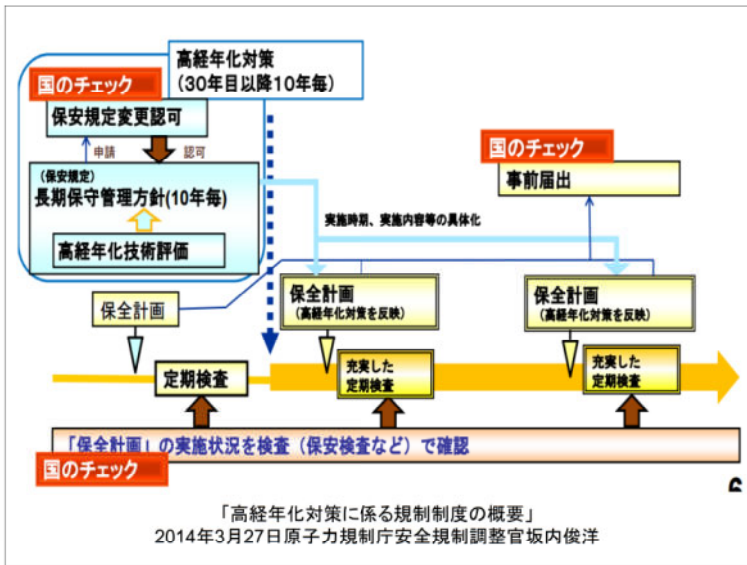 高経年化対策
(30年目以降10年毎)
国のチェック
保安規定変更認可
申請
認可
(保安規定)
長期保守管理方針(10年毎)
高経年化技術評価
国のチェック
事前届出
実施時期、実施内容等の具体化
保全計画
保全計画
(高経年化対策を反映)
保全計画
(高経年化対策を反映)
定期検査
充実した
定期検査
充実した
定期検査
「保全計画」の実施状況を検査（保安検査など）で確認
国のチェック
「高経年化対策に係る規制制度の概要」
2014年3月27日原子力規制庁安全規制調整官坂内俊洋